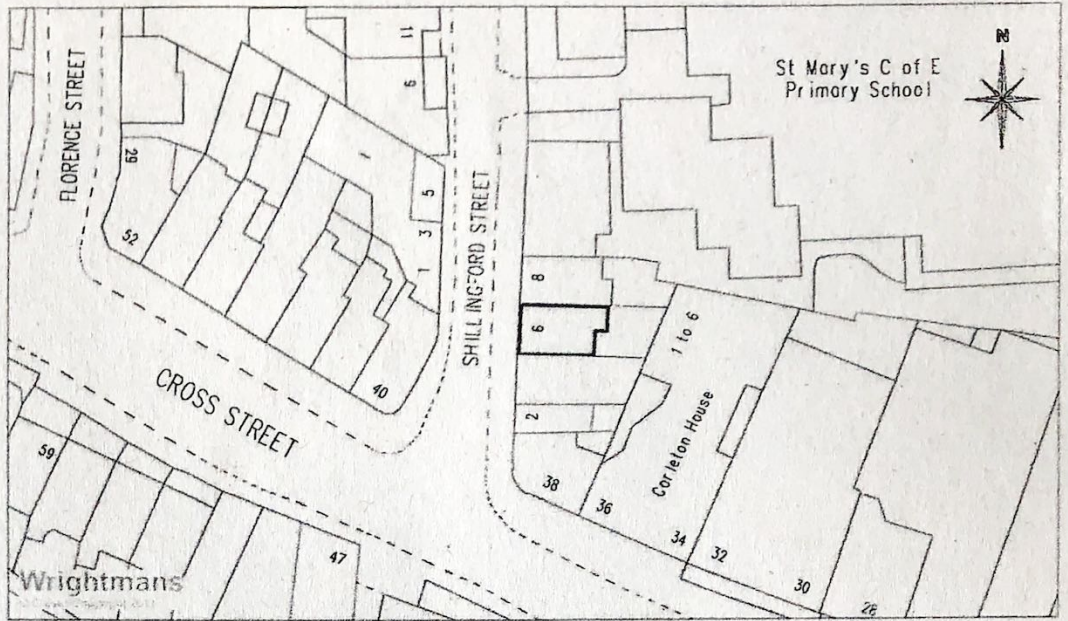 St Mary's C of E
Primary School
N
FLORENCE STREET
SHILLINGFORD STREET
CROSS STREET
11
9
5
3
1
29
52
40
8
6
2
1 to 6
Carleton House
38
36
34
32
30
28
59
47
Wrightmans